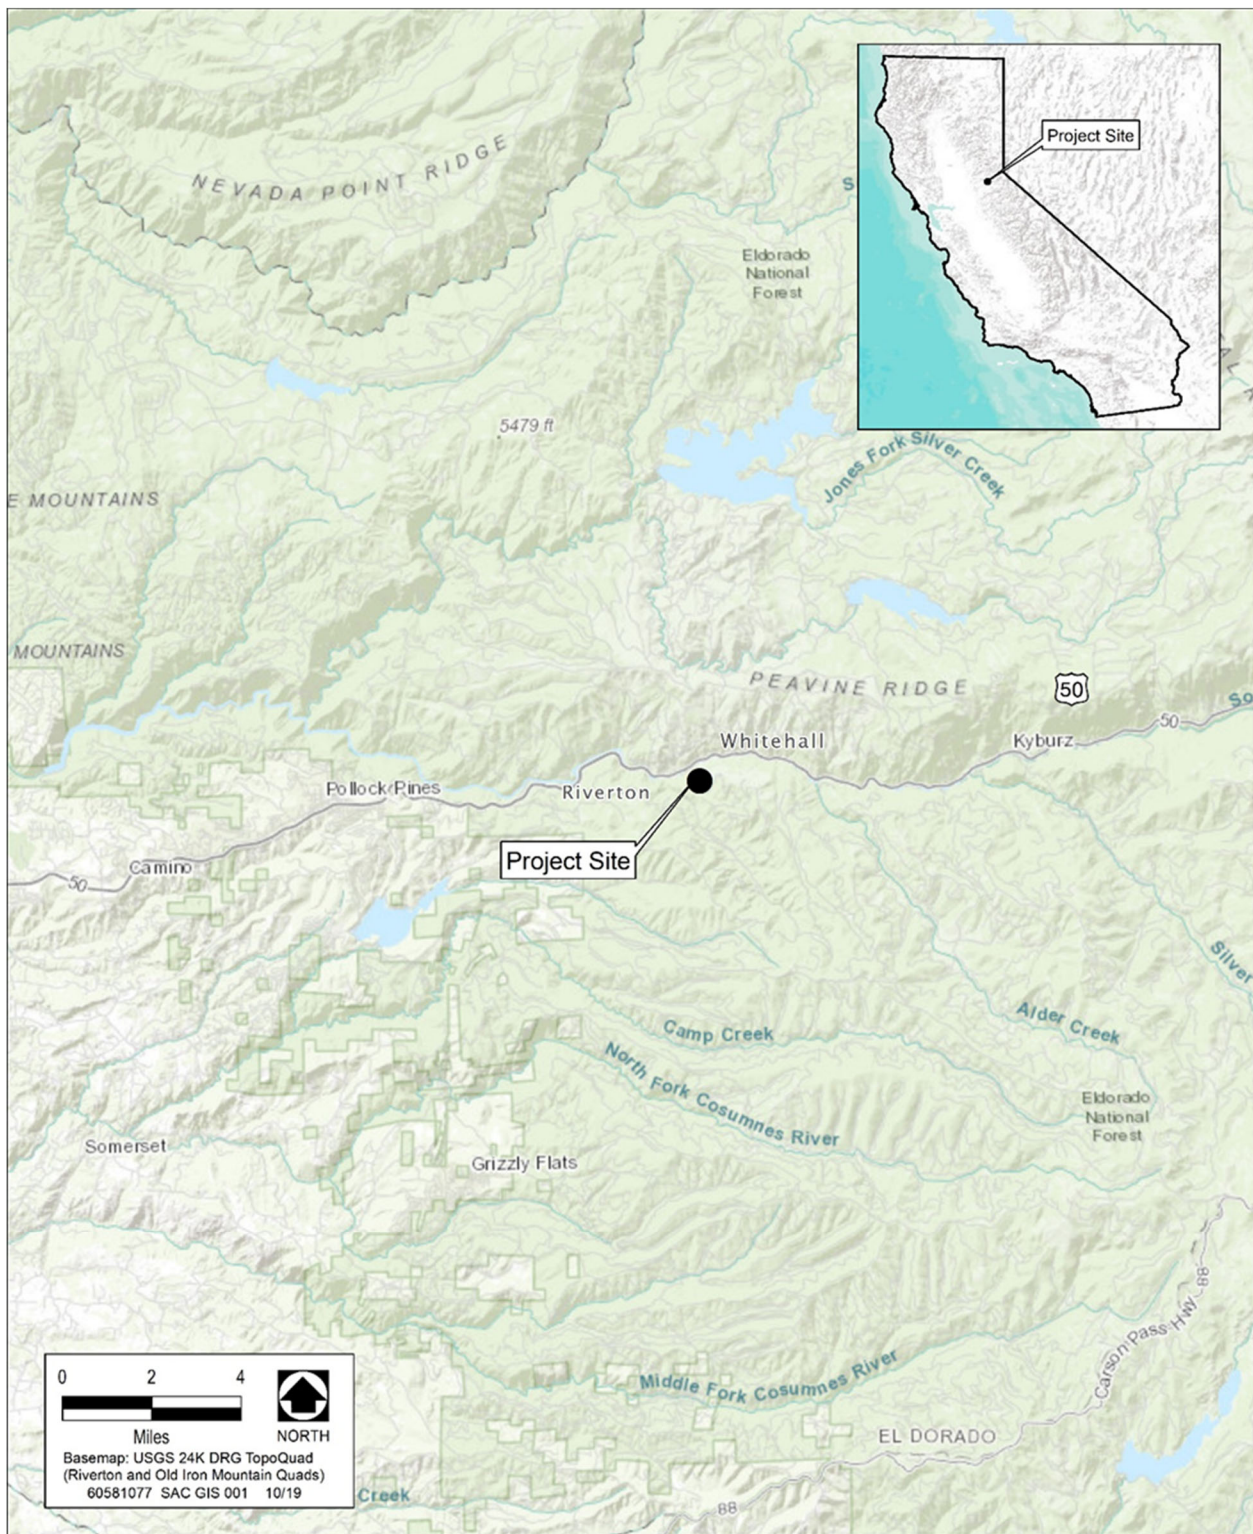 NEVADA POINT RIDGE
Project Site
S
Eldorado
National
Forest
5479 ft
Jones Fork Silver Creek
E MOUNTAINS
MOUNTAINS
PEAVINE RIDGE
50
So
50
Whitehall
Kyburz
Pollock Pines
Riverton
Project Site
Camino
50
Silver
Alder Creek
Camp Creek
North Fork Cosumnes River
Eldorado
National
Forest
Somerset
Grizzly Flats
Carson Pass Hwy
88
Middle Fork Cosumnes River
EL DORADO
88
0 2 4
Miles
NORTH
Basemap: USGS 24K DRG TopoQuad
(Riverton and Old Iron Mountain Quads)
60581077 SAC GIS 001 10/19
Creek